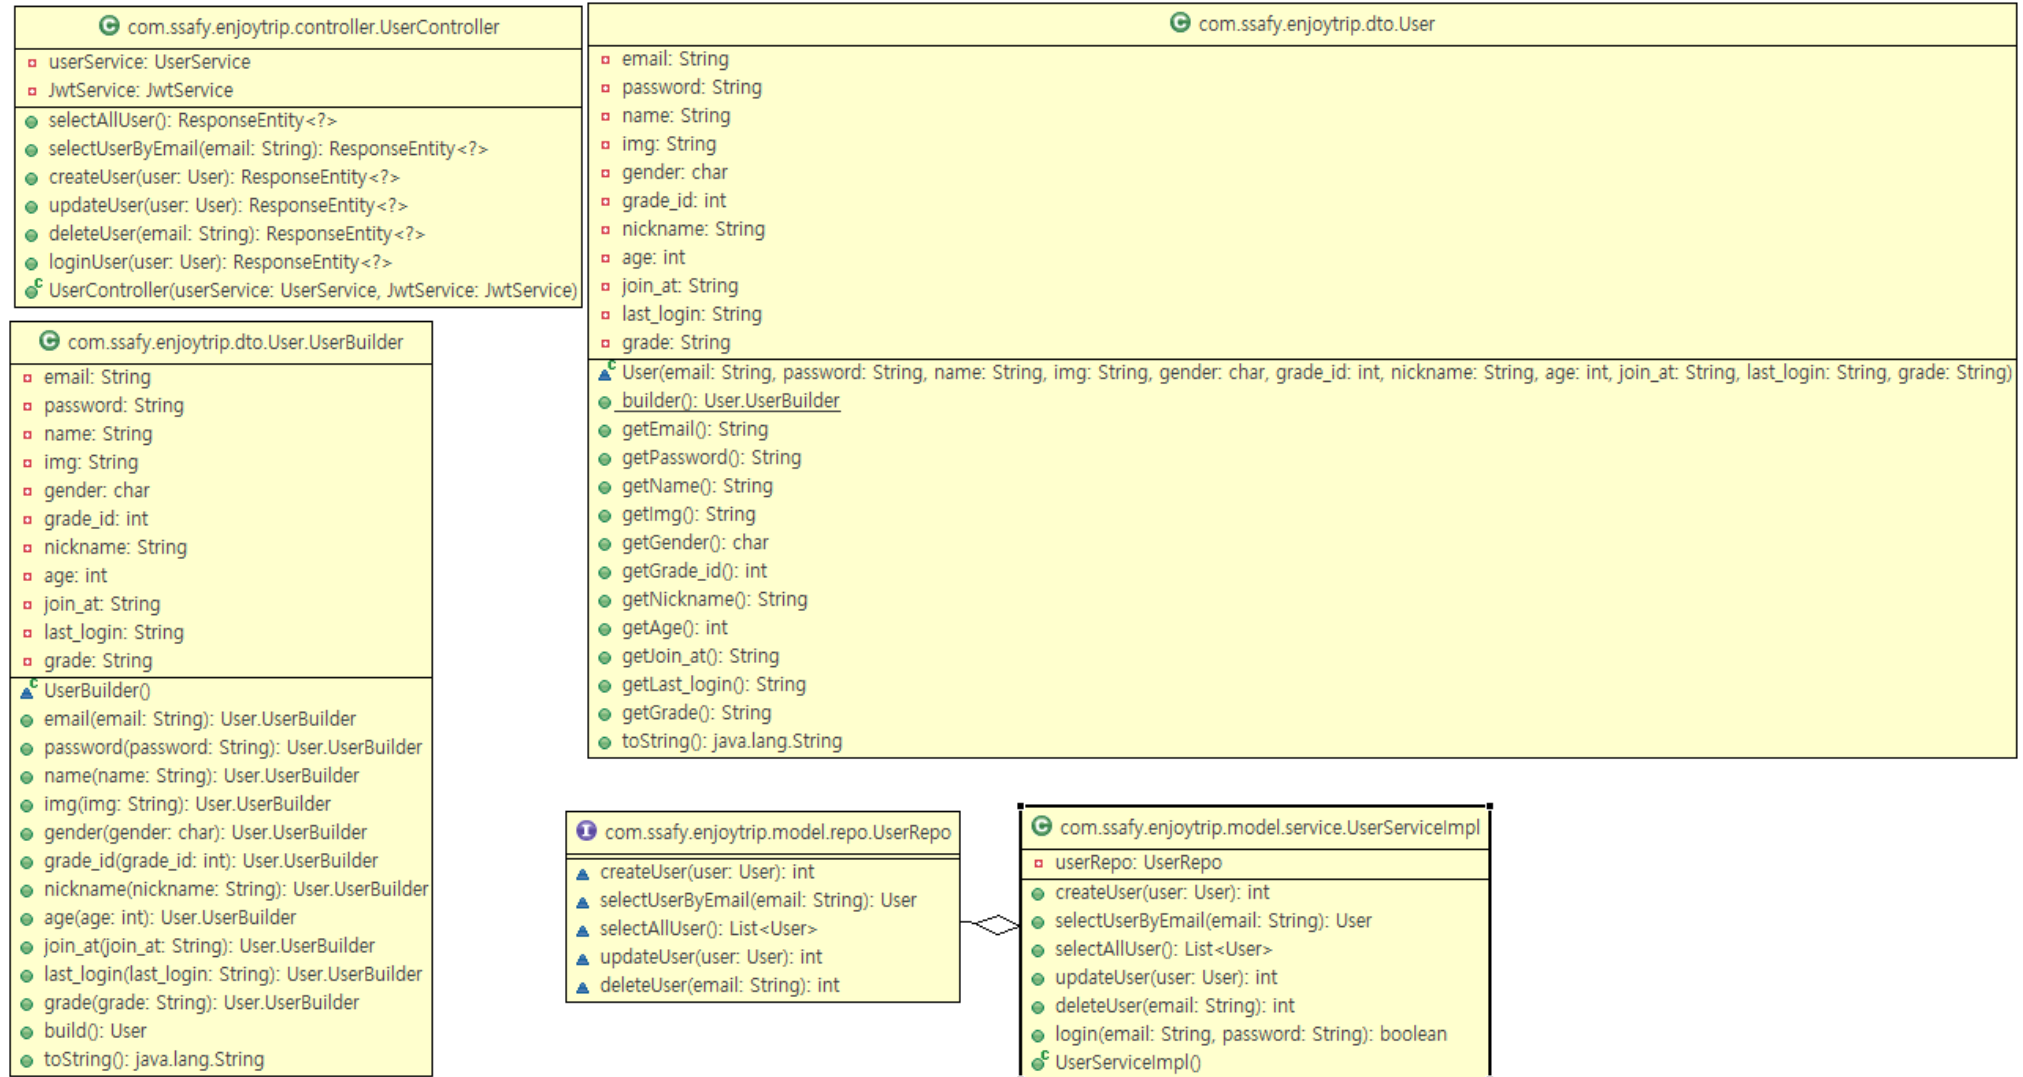 com.ssafy.enjoytrip.controller.UserController
userService: UserService
JwtService: JwtService
selectAllUser(): ResponseEntity<?>
selectUserByEmail(email: String): ResponseEntity<?>
createUser(user: User): ResponseEntity<?>
updateUser(user: User): ResponseEntity<?>
deleteUser(email: String): ResponseEntity<?>
loginUser(user: User): ResponseEntity<?>
UserController(userService: UserService, JwtService: JwtService)
com.ssafy.enjoytrip.dto.User
email: String
password: String
name: String
img: String
gender: char
grade_id: int
nickname: String
age: int
join_at: String
last_login: String
grade: String
User(email: String, password: String, name: String, img: String, gender: char, grade_id: int, nickname: String, age: int, join_at: String, last_login: String, grade: String)
builder(): User.UserBuilder
getEmail(): String
getPassword(): String
getName(): String
getImg(): String
getGender(): char
getGrade_id(): int
getNickname(): String
getAge(): int
getJoin_at(): String
getLast_login(): String
getGrade(): String
toString(): java.lang.String
com.ssafy.enjoytrip.dto.User.UserBuilder
email: String
password: String
name: String
img: String
gender: char
grade_id: int
nickname: String
age: int
join_at: String
last_login: String
grade: String
UserBuilder()
email(email: String): User.UserBuilder
password(password: String): User.UserBuilder
name(name: String): User.UserBuilder
img(img: String): User.UserBuilder
gender(gender: char): User.UserBuilder
grade_id(grade_id: int): User.UserBuilder
nickname(nickname: String): User.UserBuilder
age(age: int): User.UserBuilder
join_at(join_at: String): User.UserBuilder
last_login(last_login: String): User.UserBuilder
grade(grade: String): User.UserBuilder
build(): User
toString(): java.lang.String
com.ssafy.enjoytrip.model.repo.UserRepo
createUser(user: User): int
selectUserByEmail(email: String): User
selectAllUser(): List<User>
updateUser(user: User): int
deleteUser(email: String): int
com.ssafy.enjoytrip.model.service.UserServiceImpl
userRepo: UserRepo
createUser(user: User): int
selectUserByEmail(email: String): User
selectAllUser(): List<User>
updateUser(user: User): int
deleteUser(email: String): int
login(email: String, password: String): boolean
UserServiceImpl()